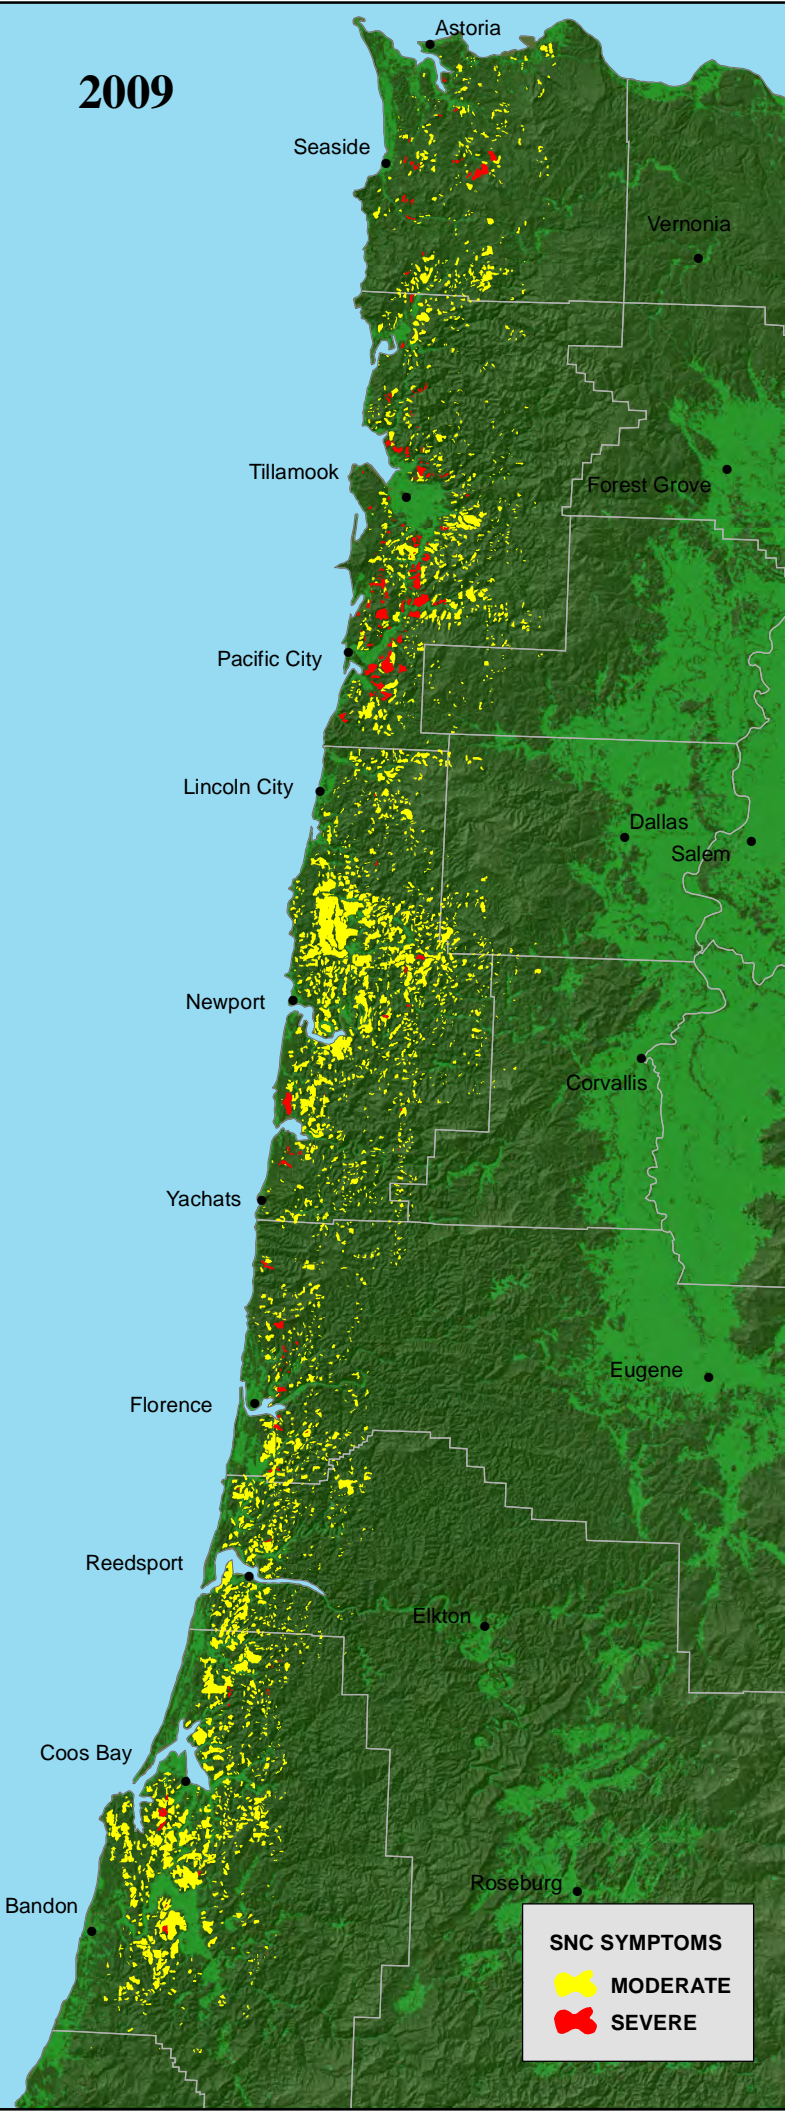 Astoria
2009
Seaside
Vernonia
Tillamook
Forest Grove
Pacific City
Lincoln City
Dallas
Salem
Newport
Corvallis
Yachats
Eugene
Florence
Reedsport
Elkton
Coos Bay
Roseburg
Bandon
SNC SYMPTOMS
MODERATE
SEVERE